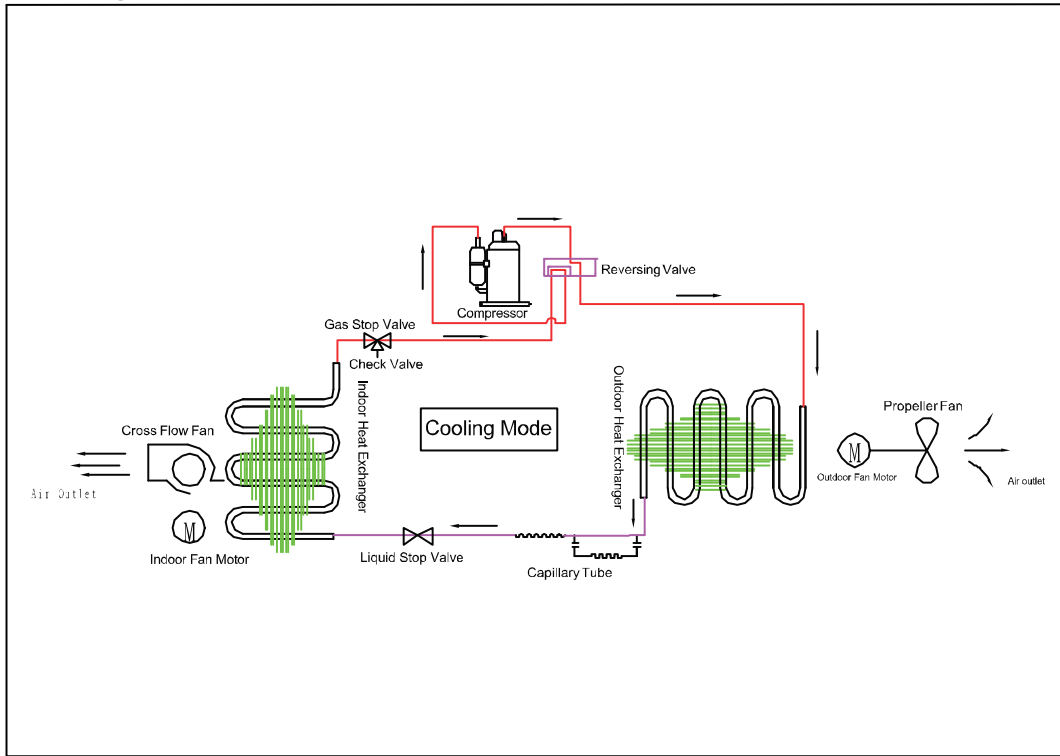 Reversing Valve
Compressor
Gas Stop Valve
Check Valve
Indoor Heat Exchanger
Outdoor Heat Exchanger
Cooling Mode
Propeller Fan
Cross Flow Fan
M
Outdoor Fan Motor
Air outlet
Air Outlet
M
Indoor Fan Motor
Liquid Stop Valve
Capillary Tube